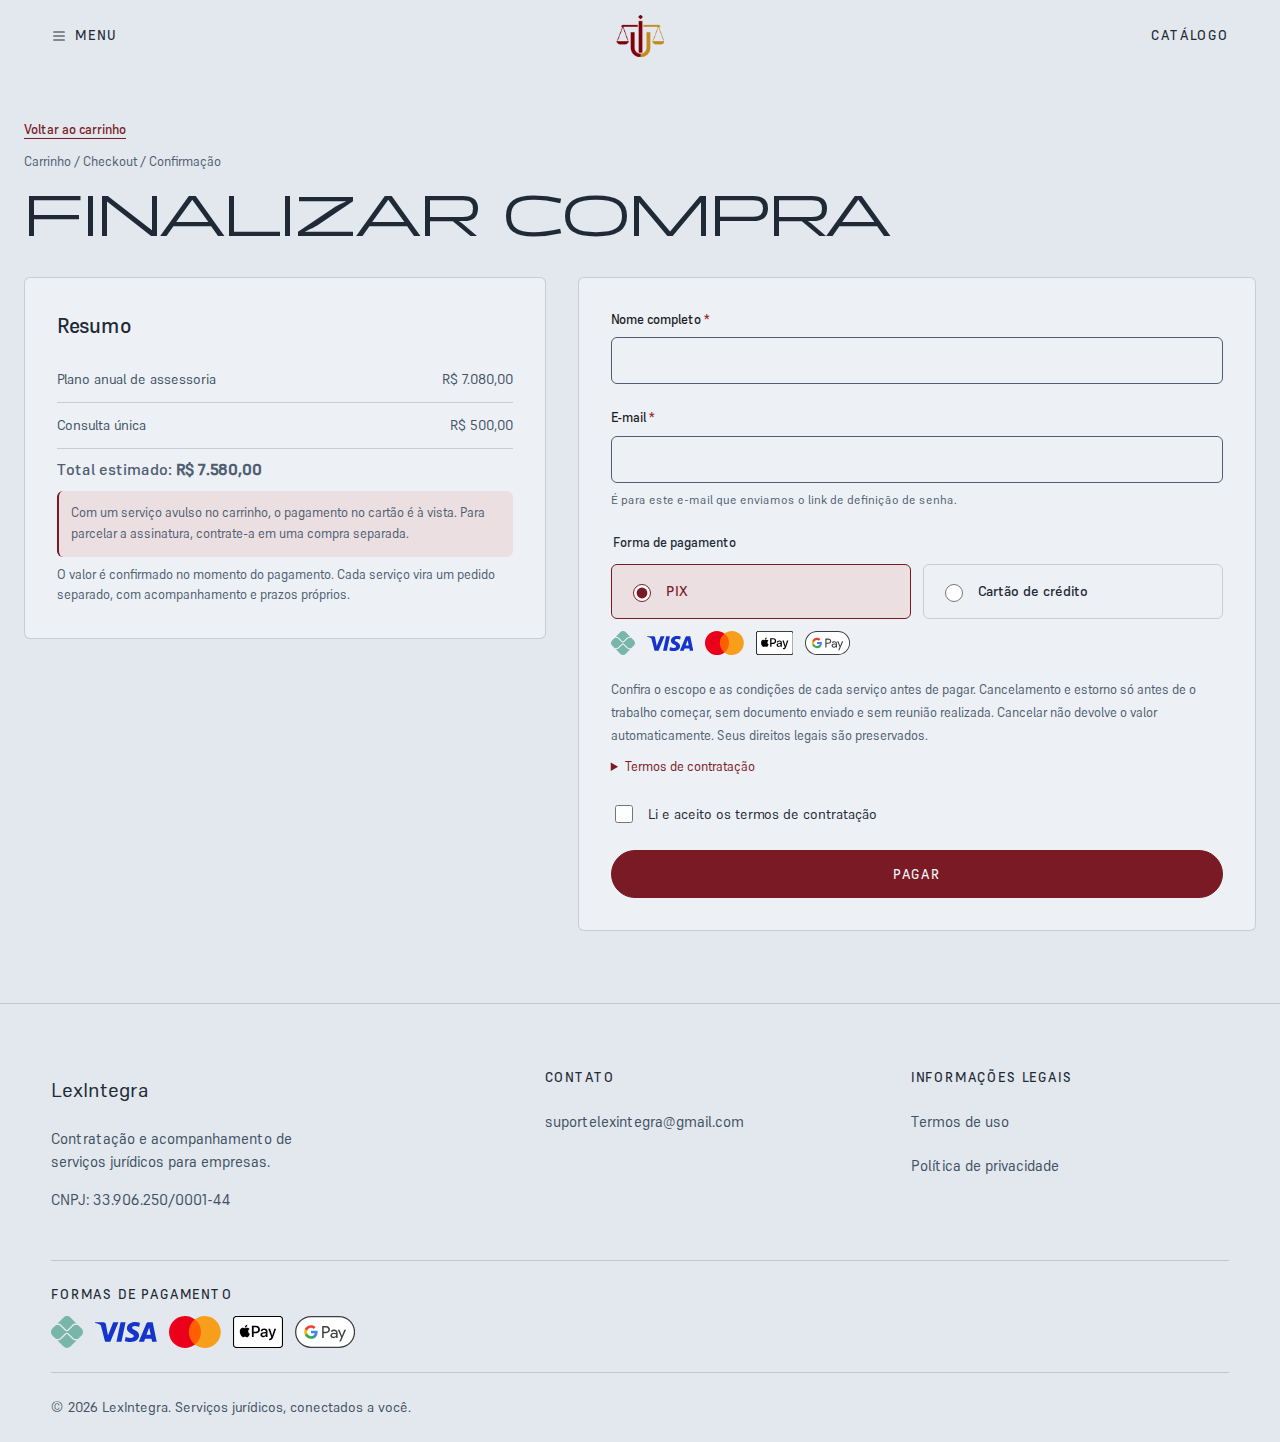 MENU
CATÁLOGO
Voltar ao carrinho
Carrinho / Checkout / Confirmação
FINALIZAR COMPRA
Resumo
Plano anual de assessoria R$ 7.080,00
Consulta única R$ 500,00
Total estimado: R$ 7.580,00
Com um serviço avulso no carrinho, o pagamento no cartão é à vista. Para
parcelar a assinatura, contrate-a em uma compra separada.
O valor é confirmado no momento do pagamento. Cada serviço vira um pedido
separado, com acompanhamento e prazos próprios.
Nome completo *
E-mail *
É para este e-mail que enviamos o link de definição de senha.
Forma de pagamento
PIX
Cartão de crédito
VISA Pay G Pay
Confira o escopo e as condições de cada serviço antes de pagar. Cancelamento e estorno só antes de o
trabalho começar, sem documento enviado e sem reunião realizada. Cancelar não devolve o valor
automaticamente. Seus direitos legais são preservados.
Termos de contratação
Li e aceito os termos de contratação
PAGAR
LexIntegra
Contratação e acompanhamento de
serviços jurídicos para empresas.
CNPJ: 33.906.250/0001-44
CONTATO
suportelexintegra@gmail.com
INFORMAÇÕES LEGAIS
Termos de uso
Política de privacidade
FORMAS DE PAGAMENTO
VISA Pay G Pay
© 2026 LexIntegra. Serviços jurídicos, conectados a você.